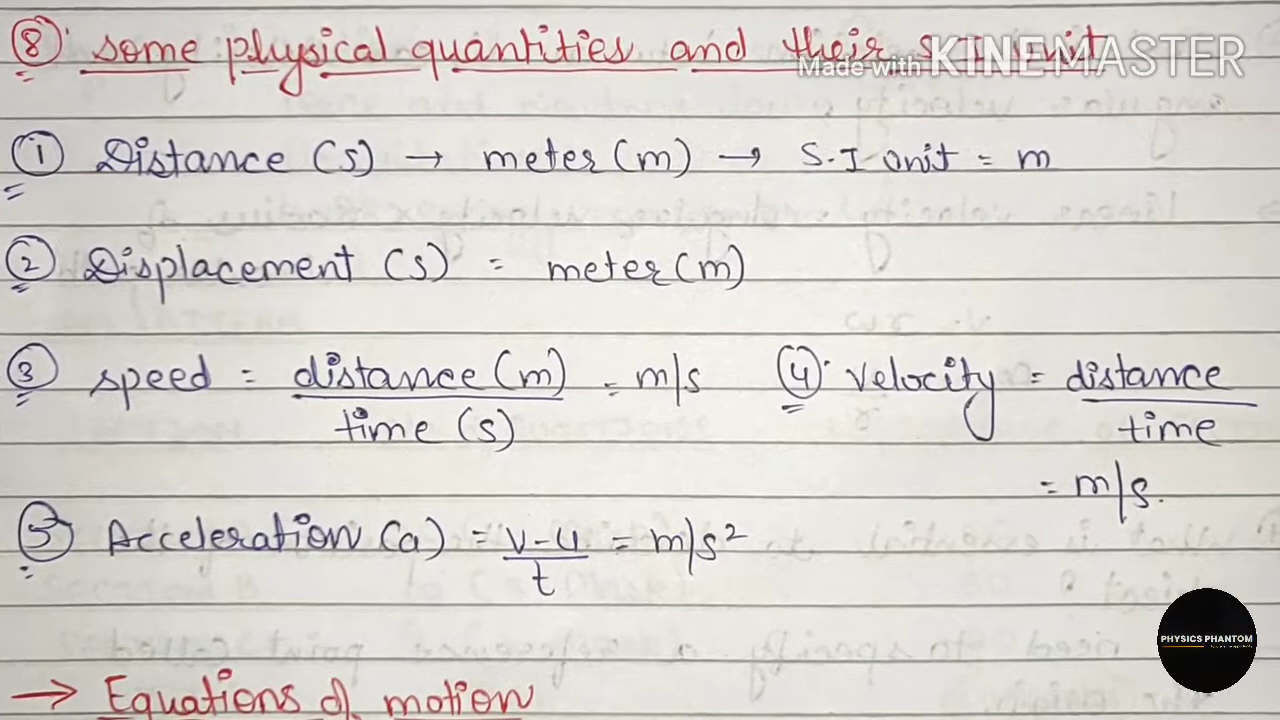 ⑧. some physical quantities and their S.I unit
Made with KINEMASTER
① Distance (s) → meter (m) → S.I unit = m
② Displacement (s) = meter (m)
③ speed = distance (m) / time (s) = m/s
④. velocity = distance / time
= m/s.
⑤ Acceleration (a) = v-u / t = m/s²
PHYSICS PHANTOM
→ Equations of motion